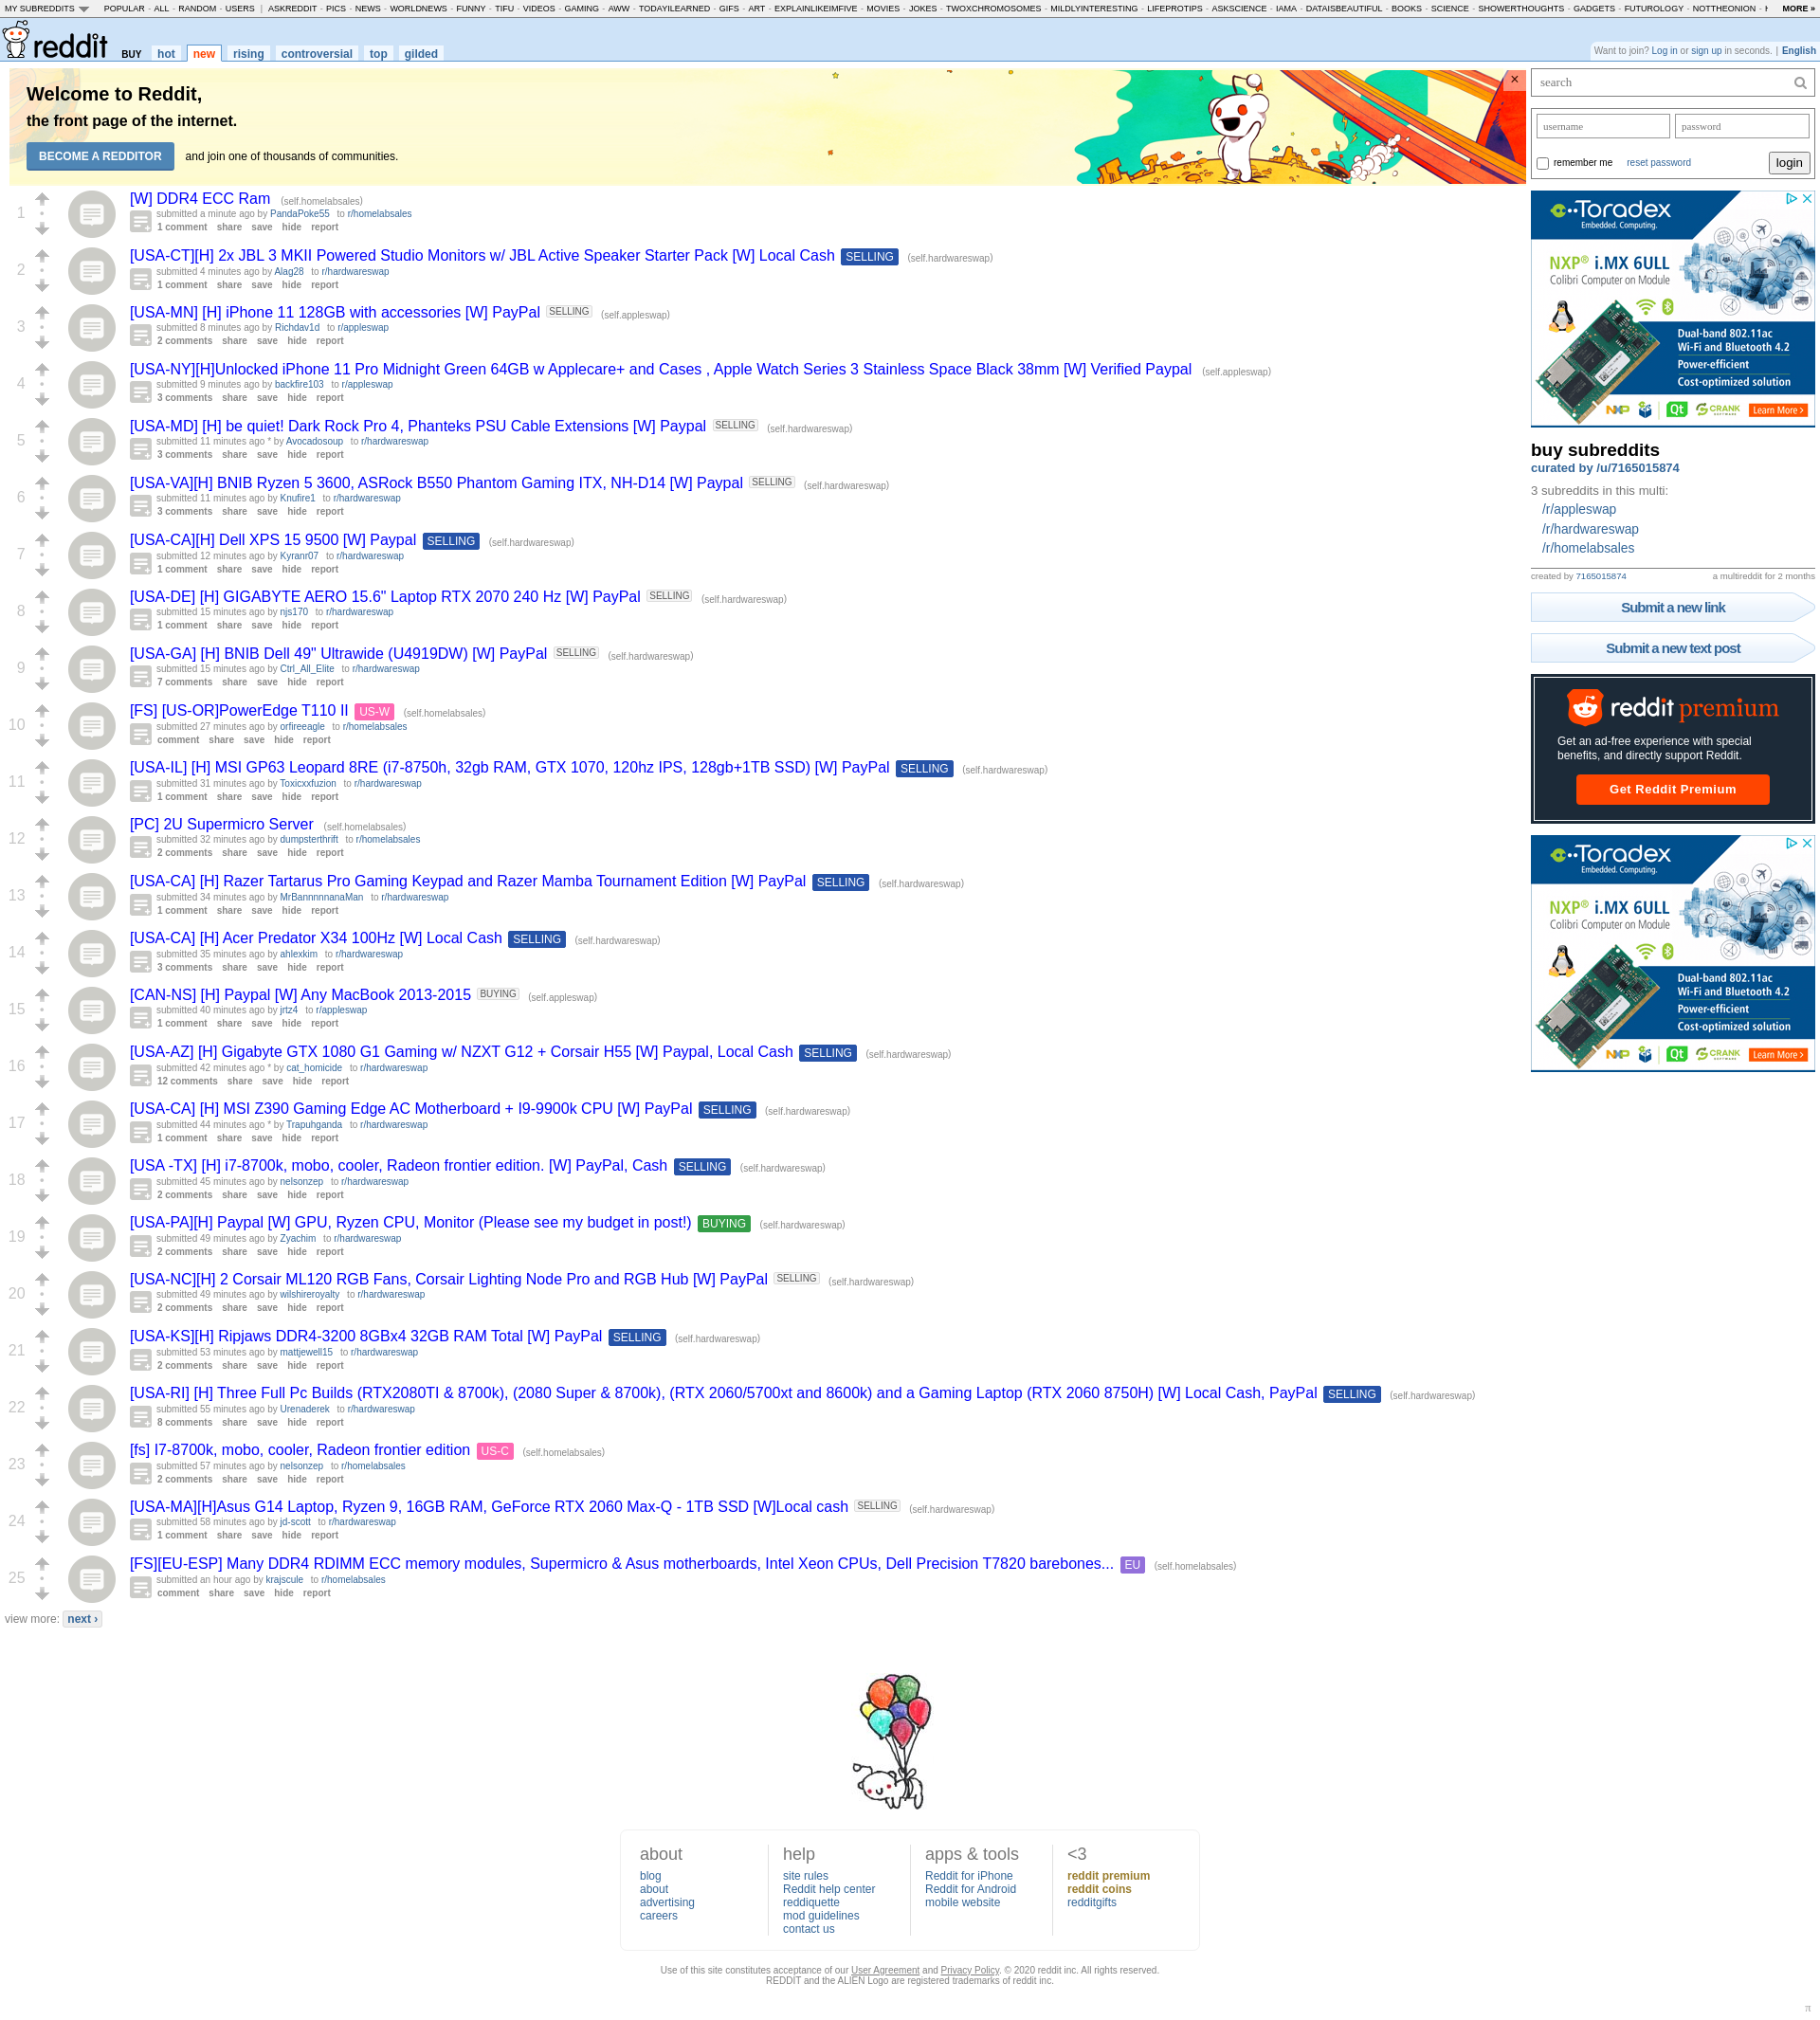 MY SUBREDDITS POPULAR - ALL - RANDOM - USERS | ASKREDDIT - PICS - NEWS - WORLDNEWS - FUNNY - TIFU - VIDEOS - GAMING - AWW - TODAYILEARNED - GIFS - ART - EXPLAINLIKEIMFIVE - MOVIES - JOKES - TWOXCHROMOSOMES - MILDLYINTERESTING - LIFEPROTIPS - ASKSCIENCE - IAMA - DATAISBEAUTIFUL - BOOKS - SCIENCE - SHOWERTHOUGHTS - GADGETS - FUTUROLOGY - NOTTHEONION - MORE »
reddit BUY hot new rising controversial top gilded
Want to join? Log in or sign up in seconds. | English
Welcome to Reddit,
the front page of the internet.
BECOME A REDDITOR and join one of thousands of communities.
×
1
[W] DDR4 ECC Ram (self.homelabsales)
submitted a minute ago by PandaPoke55 to r/homelabsales
1 comment share save hide report
2
[USA-CT][H] 2x JBL 3 MKII Powered Studio Monitors w/ JBL Active Speaker Starter Pack [W] Local Cash SELLING (self.hardwareswap)
submitted 4 minutes ago by Alag28 to r/hardwareswap
1 comment share save hide report
3
[USA-MN] [H] iPhone 11 128GB with accessories [W] PayPal SELLING (self.appleswap)
submitted 8 minutes ago by Richdav1d to r/appleswap
2 comments share save hide report
4
[USA-NY][H]Unlocked iPhone 11 Pro Midnight Green 64GB w Applecare+ and Cases , Apple Watch Series 3 Stainless Space Black 38mm [W] Verified Paypal (self.appleswap)
submitted 9 minutes ago by backfire103 to r/appleswap
3 comments share save hide report
5
[USA-MD] [H] be quiet! Dark Rock Pro 4, Phanteks PSU Cable Extensions [W] Paypal SELLING (self.hardwareswap)
submitted 11 minutes ago * by Avocadosoup to r/hardwareswap
3 comments share save hide report
6
[USA-VA][H] BNIB Ryzen 5 3600, ASRock B550 Phantom Gaming ITX, NH-D14 [W] Paypal SELLING (self.hardwareswap)
submitted 11 minutes ago by Knufire1 to r/hardwareswap
3 comments share save hide report
7
[USA-CA][H] Dell XPS 15 9500 [W] Paypal SELLING (self.hardwareswap)
submitted 12 minutes ago by Kyranr07 to r/hardwareswap
1 comment share save hide report
8
[USA-DE] [H] GIGABYTE AERO 15.6" Laptop RTX 2070 240 Hz [W] PayPal SELLING (self.hardwareswap)
submitted 15 minutes ago by njs170 to r/hardwareswap
1 comment share save hide report
9
[USA-GA] [H] BNIB Dell 49" Ultrawide (U4919DW) [W] PayPal SELLING (self.hardwareswap)
submitted 15 minutes ago by Ctrl_All_Elite to r/hardwareswap
7 comments share save hide report
10
[FS] [US-OR]PowerEdge T110 II US-W (self.homelabsales)
submitted 27 minutes ago by orfireeagle to r/homelabsales
comment share save hide report
11
[USA-IL] [H] MSI GP63 Leopard 8RE (i7-8750h, 32gb RAM, GTX 1070, 120hz IPS, 128gb+1TB SSD) [W] PayPal SELLING (self.hardwareswap)
submitted 31 minutes ago by Toxicxxfuzion to r/hardwareswap
1 comment share save hide report
12
[PC] 2U Supermicro Server (self.homelabsales)
submitted 32 minutes ago by dumpsterthrift to r/homelabsales
2 comments share save hide report
13
[USA-CA] [H] Razer Tartarus Pro Gaming Keypad and Razer Mamba Tournament Edition [W] PayPal SELLING (self.hardwareswap)
submitted 34 minutes ago by MrBannnnnanaMan to r/hardwareswap
1 comment share save hide report
14
[USA-CA] [H] Acer Predator X34 100Hz [W] Local Cash SELLING (self.hardwareswap)
submitted 35 minutes ago by ahlexkim to r/hardwareswap
3 comments share save hide report
15
[CAN-NS] [H] Paypal [W] Any MacBook 2013-2015 BUYING (self.appleswap)
submitted 40 minutes ago by jrtz4 to r/appleswap
1 comment share save hide report
16
[USA-AZ] [H] Gigabyte GTX 1080 G1 Gaming w/ NZXT G12 + Corsair H55 [W] Paypal, Local Cash SELLING (self.hardwareswap)
submitted 42 minutes ago * by cat_homicide to r/hardwareswap
12 comments share save hide report
17
[USA-CA] [H] MSI Z390 Gaming Edge AC Motherboard + I9-9900k CPU [W] PayPal SELLING (self.hardwareswap)
submitted 44 minutes ago * by Trapuhganda to r/hardwareswap
1 comment share save hide report
18
[USA -TX] [H] i7-8700k, mobo, cooler, Radeon frontier edition. [W] PayPal, Cash SELLING (self.hardwareswap)
submitted 45 minutes ago by nelsonzep to r/hardwareswap
2 comments share save hide report
19
[USA-PA][H] Paypal [W] GPU, Ryzen CPU, Monitor (Please see my budget in post!) BUYING (self.hardwareswap)
submitted 49 minutes ago by Zyachim to r/hardwareswap
2 comments share save hide report
20
[USA-NC][H] 2 Corsair ML120 RGB Fans, Corsair Lighting Node Pro and RGB Hub [W] PayPal SELLING (self.hardwareswap)
submitted 49 minutes ago by wilshireroyalty to r/hardwareswap
2 comments share save hide report
21
[USA-KS][H] Ripjaws DDR4-3200 8GBx4 32GB RAM Total [W] PayPal SELLING (self.hardwareswap)
submitted 53 minutes ago by mattjewell15 to r/hardwareswap
2 comments share save hide report
22
[USA-RI] [H] Three Full Pc Builds (RTX2080TI & 8700k), (2080 Super & 8700k), (RTX 2060/5700xt and 8600k) and a Gaming Laptop (RTX 2060 8750H) [W] Local Cash, PayPal SELLING (self.hardwareswap)
submitted 55 minutes ago by Urenaderek to r/hardwareswap
8 comments share save hide report
23
[fs] I7-8700k, mobo, cooler, Radeon frontier edition US-C (self.homelabsales)
submitted 57 minutes ago by nelsonzep to r/homelabsales
2 comments share save hide report
24
[USA-MA][H]Asus G14 Laptop, Ryzen 9, 16GB RAM, GeForce RTX 2060 Max-Q - 1TB SSD [W]Local cash SELLING (self.hardwareswap)
submitted 58 minutes ago by jd-scott to r/hardwareswap
1 comment share save hide report
25
[FS][EU-ESP] Many DDR4 RDIMM ECC memory modules, Supermicro & Asus motherboards, Intel Xeon CPUs, Dell Precision T7820 barebones... EU (self.homelabsales)
submitted an hour ago by krajscule to r/homelabsales
comment share save hide report
view more: next ›
search
username password
remember me reset password login
Toradex
Embedded. Computing.
NXP® i.MX 6ULL
Colibri Computer on Module
Dual-band 802.11ac
Wi-Fi and Bluetooth 4.2
Power-efficient
Cost-optimized solution
NXP Qt CRANK SOFTWARE Learn More >
buy subreddits
curated by /u/7165015874
3 subreddits in this multi:
/r/appleswap
/r/hardwareswap
/r/homelabsales
created by 7165015874 a multireddit for 2 months
Submit a new link
Submit a new text post
reddit premium
Get an ad-free experience with special
benefits, and directly support Reddit.
Get Reddit Premium
Toradex
Embedded. Computing.
NXP® i.MX 6ULL
Colibri Computer on Module
Dual-band 802.11ac
Wi-Fi and Bluetooth 4.2
Power-efficient
Cost-optimized solution
NXP Qt CRANK SOFTWARE Learn More >
about
blog
about
advertising
careers
help
site rules
Reddit help center
reddiquette
mod guidelines
contact us
apps & tools
Reddit for iPhone
Reddit for Android
mobile website
<3
reddit premium
reddit coins
redditgifts
Use of this site constitutes acceptance of our User Agreement and Privacy Policy. © 2020 reddit inc. All rights reserved.
REDDIT and the ALIEN Logo are registered trademarks of reddit inc.
π